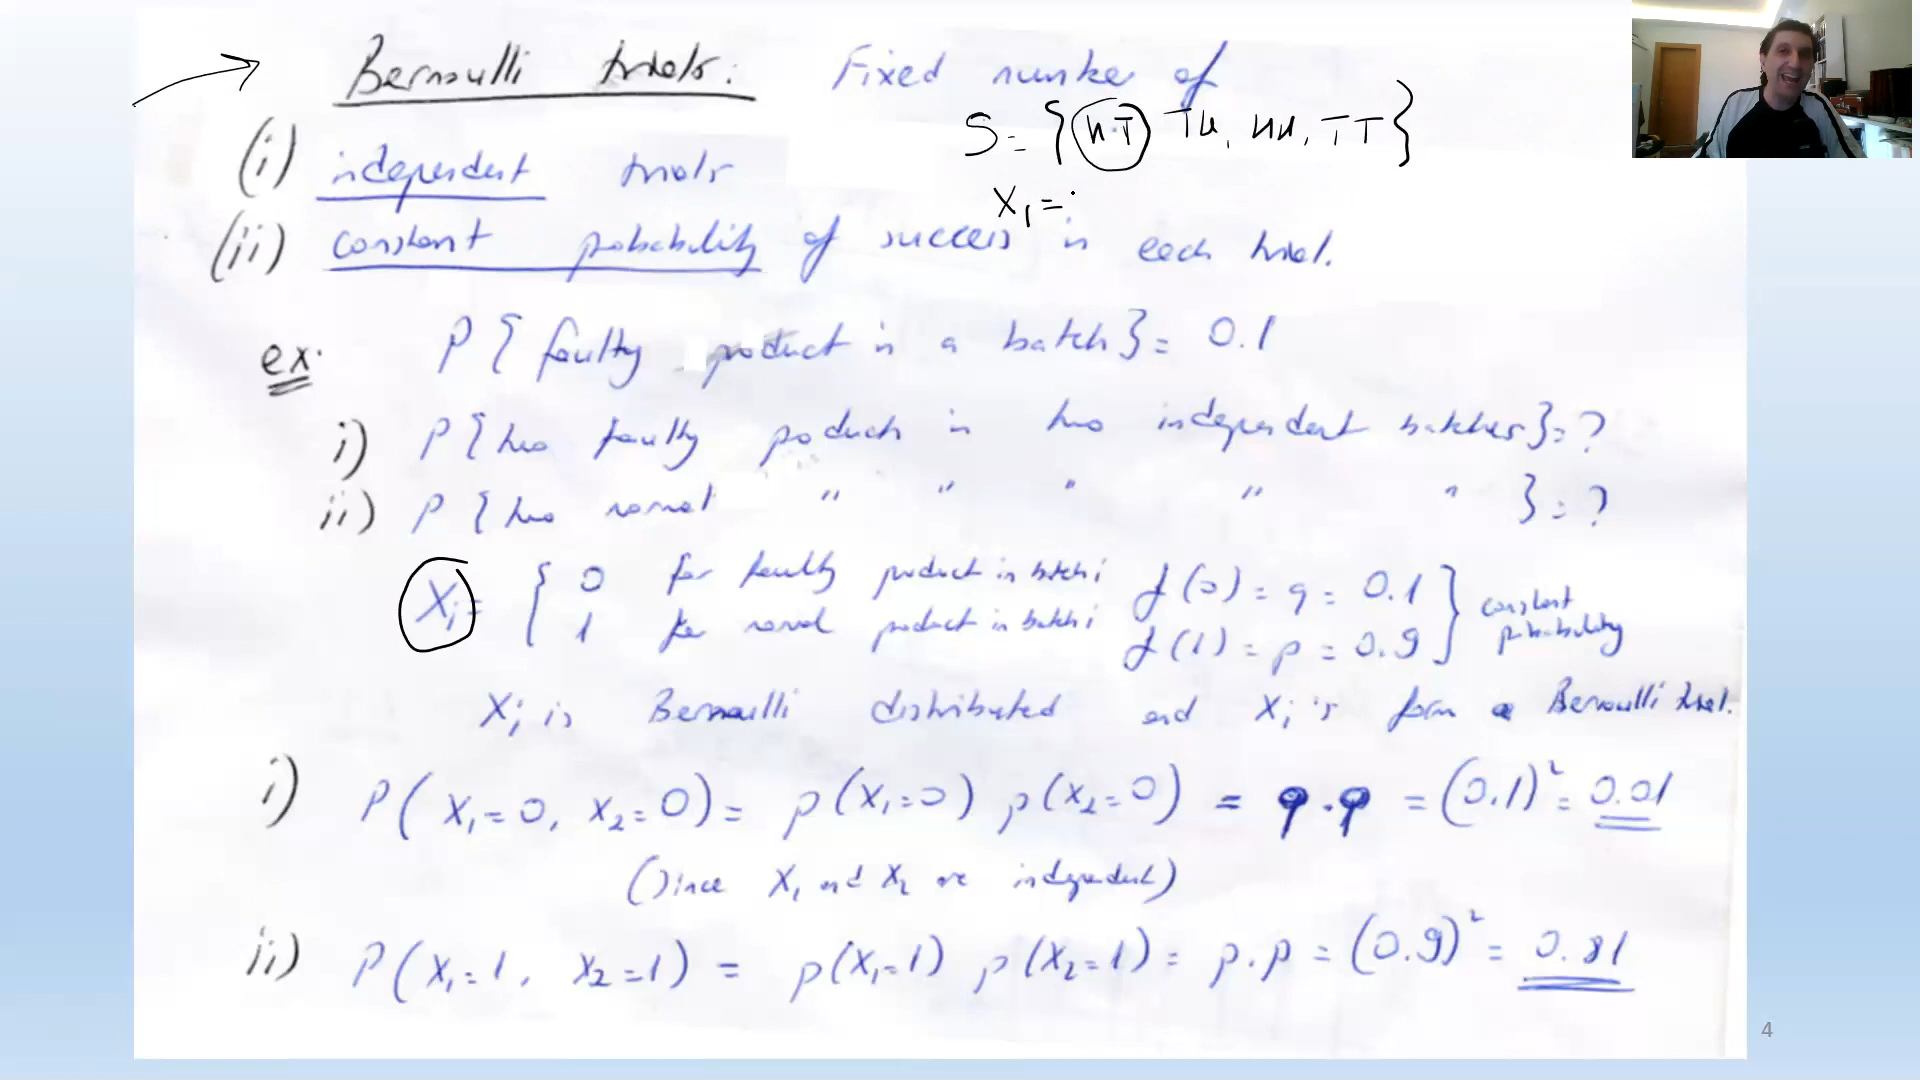 Bernoulli trials: Fixed number of
S = { HT, TH, HH, TT }
(i) independent trials
X₁ =
(ii) constant probability of success in each trial.
ex. P{ faulty product in a batch } = 0.1
i) P{ two faulty products in two independent batches } = ?
ii) P{ two normal " " " " " } = ?
Xi = { 0 for faulty product in batch i f(0) = q = 0.1 } constant
1 for normal product in batch i f(1) = p = 0.9 probability
Xi is Bernoulli distributed and Xi's form a Bernoulli trial.
i) P( X₁=0, X₂=0) = p(X₁=0) p(X₂=0) = q.q = (0.1)² = 0.01
(Since X₁ and X₂ are independent)
ii) P( X₁=1, X₂=1) = p(X₁=1) p(X₂=1) = p.p = (0.9)² = 0.81
4